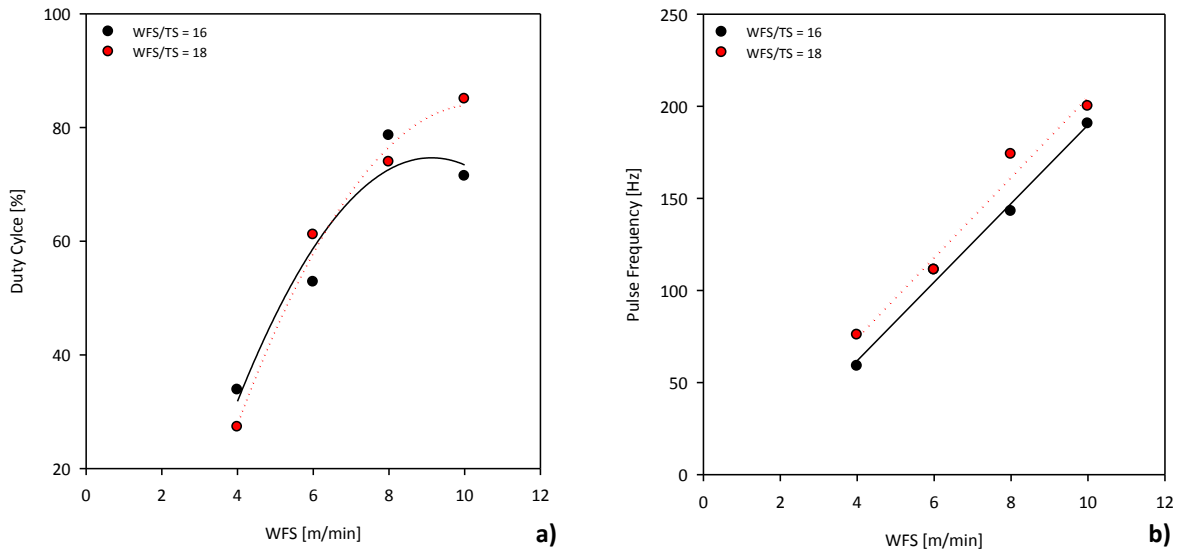 100
80
60
40
20
Duty Cylce [%]
WFS/TS = 16
WFS/TS = 18
0 2 4 6 8 10 12
WFS [m/min]
a)
250
200
150
100
50
0
Pulse Frequency [Hz]
WFS/TS = 16
WFS/TS = 18
0 2 4 6 8 10 12
WFS [m/min]
b)